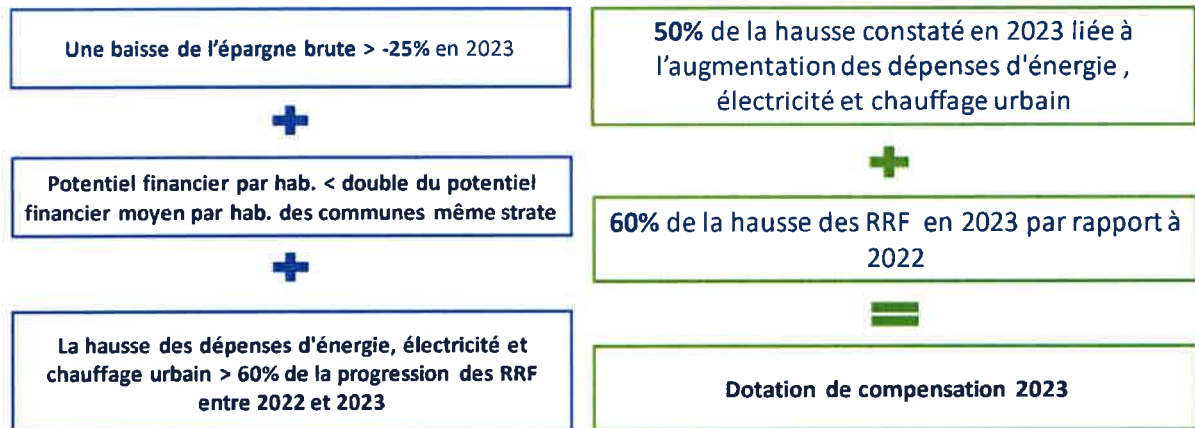 Une baisse de l'épargne brute > -25% en 2023
Potentiel financier par hab. < double du potentiel
financier moyen par hab. des communes même strate
La hausse des dépenses d'énergie, électricité et
chauffage urbain > 60% de la progression des RRF
entre 2022 et 2023
50% de la hausse constaté en 2023 liée à
l'augmentation des dépenses d'énergie ,
électricité et chauffage urbain
60% de la hausse des RRF en 2023 par rapport à
2022
Dotation de compensation 2023